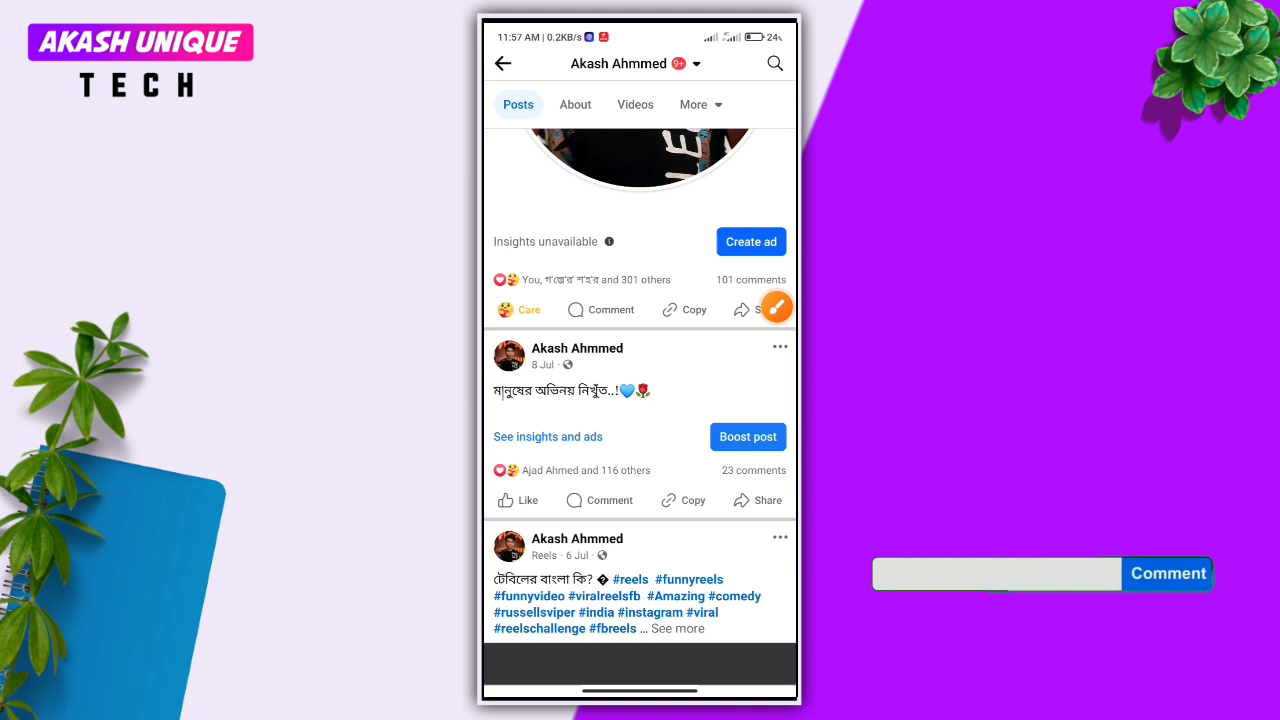 AKASH UNIQUE
TECH
11:57 AM | 0.2KB/s
24%
Akash Ahmmed 9+
Posts About Videos More
Insights unavailable
Create ad
You, গ'ল্পে'র' শ'হ'র and 301 others 101 comments
Care Comment Copy
Akash Ahmmed
8 Jul ·
মানুষের অভিনয় নিখুঁত..!💙🌹
See insights and ads
Boost post
Ajad Ahmed and 116 others 23 comments
Like Comment Copy Share
Akash Ahmmed
Reels · 6 Jul ·
টেবিলের বাংলা কি? � #reels #funnyreels
#funnyvideo #viralreelsfb #Amazing #comedy
#russellsviper #india #instagram #viral
#reelschallenge #fbreels ... See more
Comment